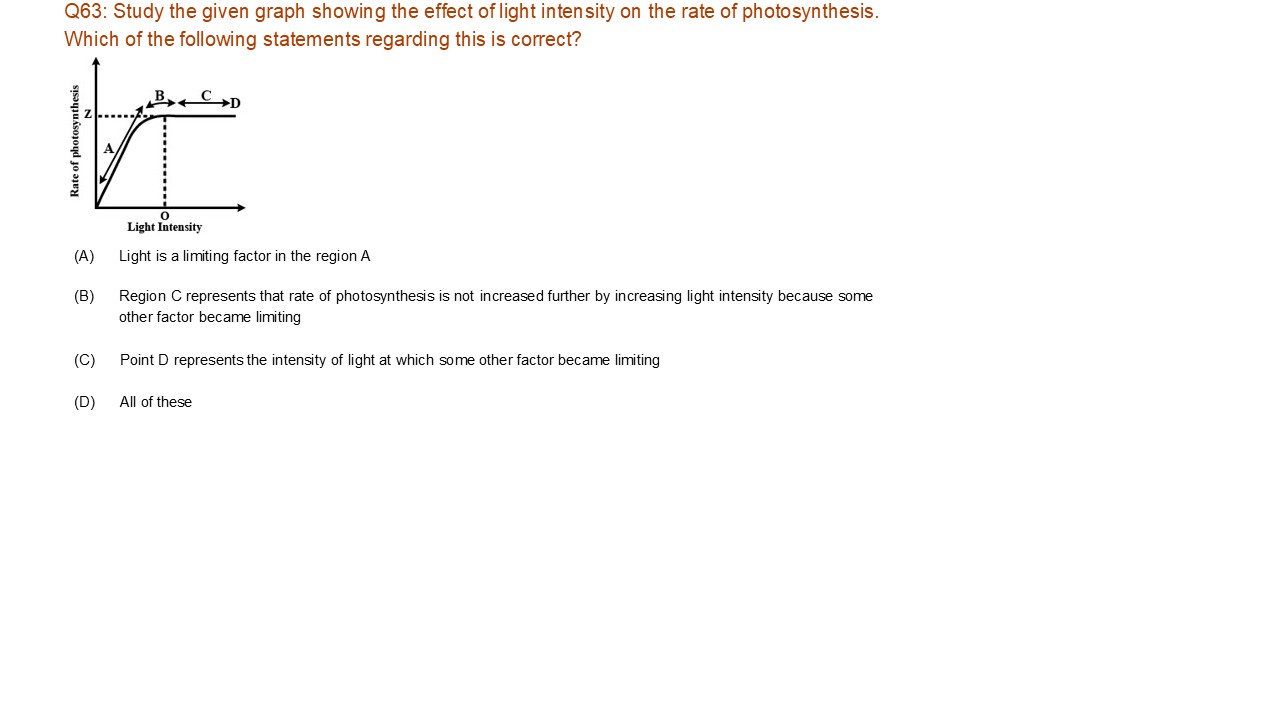 Q63: Study the given graph showing the effect of light intensity on the rate of photosynthesis.
Which of the following statements regarding this is correct?
Rate of photosynthesis
Z
A
B
C
D
O
Light Intensity
(A) Light is a limiting factor in the region A
(B) Region C represents that rate of photosynthesis is not increased further by increasing light intensity because some
other factor became limiting
(C) Point D represents the intensity of light at which some other factor became limiting
(D) All of these